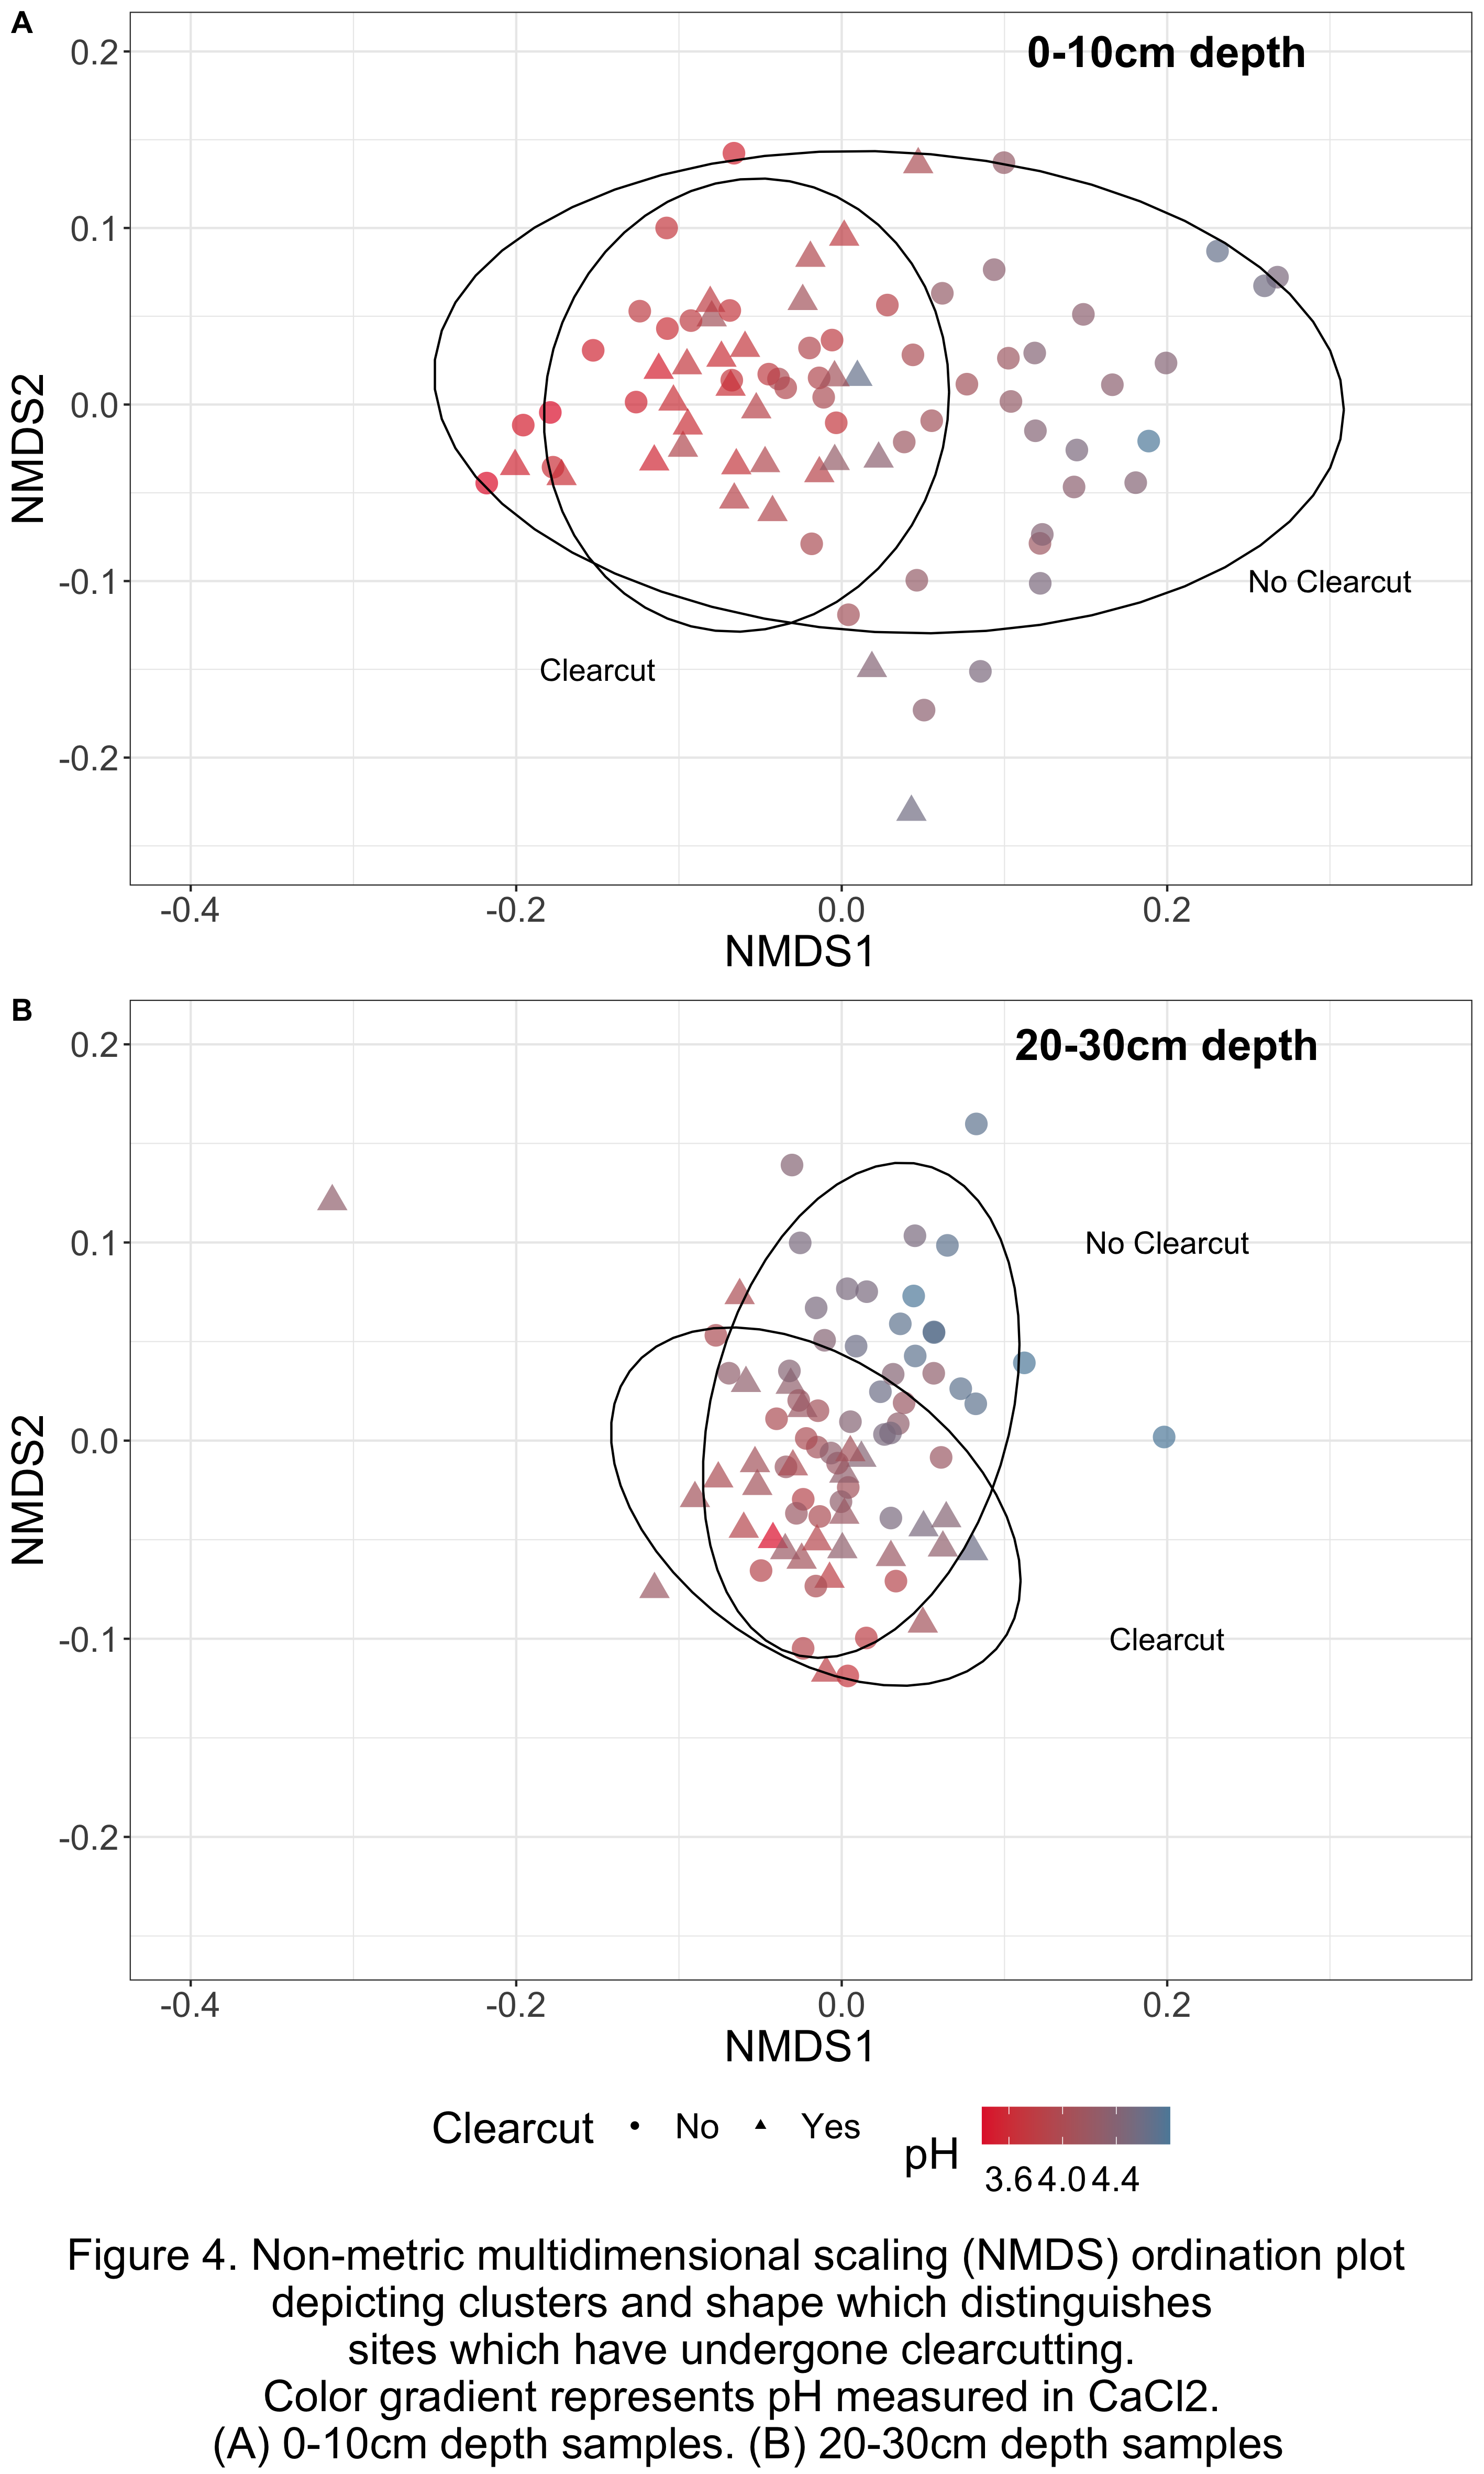 A
0-10cm depth
0.2
0.1
0.0
-0.1
-0.2
NMDS2
No Clearcut
Clearcut
-0.4
-0.2
0.0
0.2
NMDS1
B
20-30cm depth
0.2
0.1
0.0
-0.1
-0.2
NMDS2
No Clearcut
Clearcut
-0.4
-0.2
0.0
0.2
NMDS1
Clearcut No Yes
pH
3.6 4.0 4.4
Figure 4. Non-metric multidimensional scaling (NMDS) ordination plot
depicting clusters and shape which distinguishes
sites which have undergone clearcutting.
Color gradient represents pH measured in CaCl2.
(A) 0-10cm depth samples. (B) 20-30cm depth samples